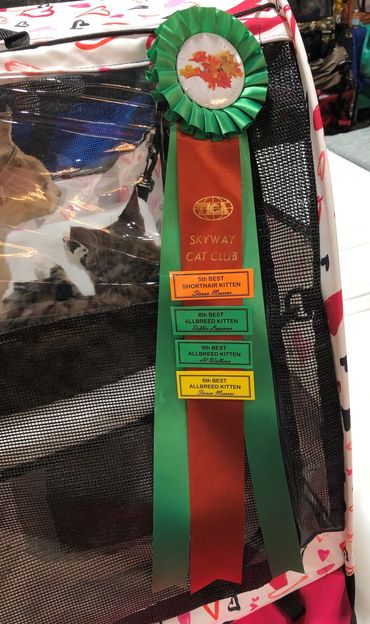 TICA
SKYWAY
CAT CLUB
5th BEST
SHORTHAIR KITTEN
Steven Meserve
8th BEST
ALLBREED KITTEN
9th BEST
ALLBREED KITTEN
6th BEST
ALLBREED KITTEN
Steven Meserve